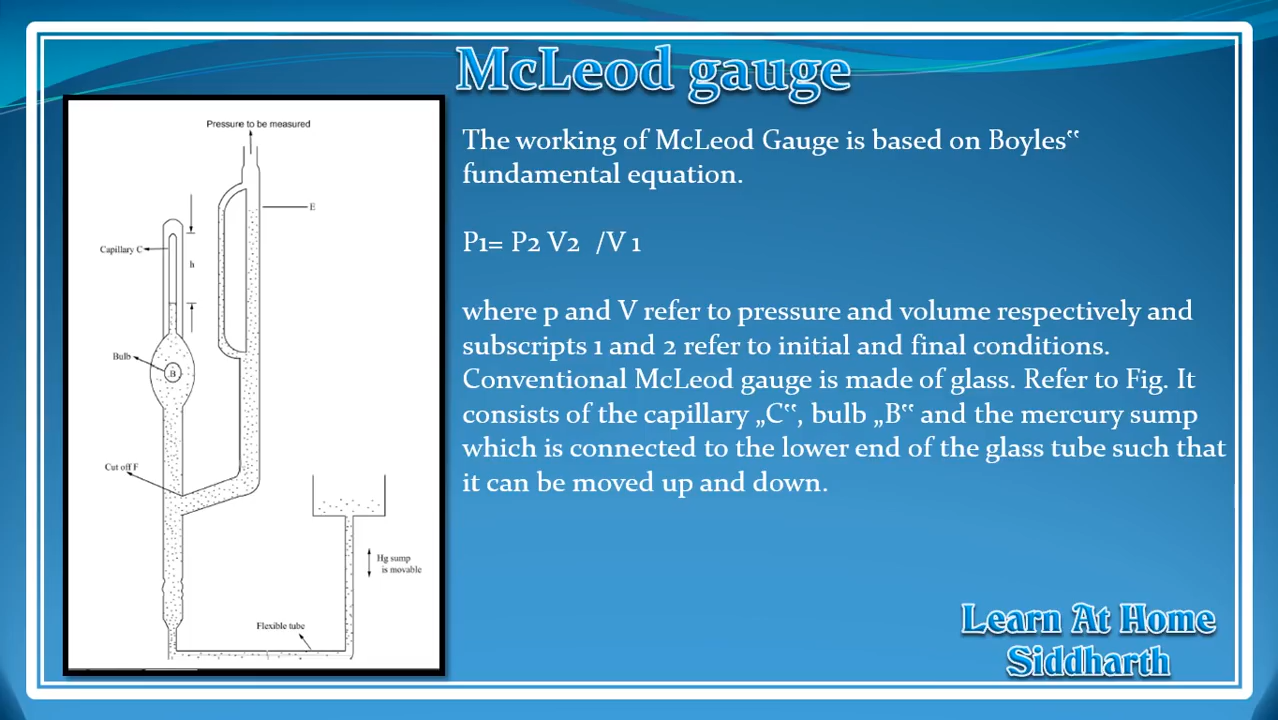 McLeod gauge
Pressure to be measured
E
Capillary C
h
Bulb
B
Cut off F
Hg sump
is movable
Flexible tube
The working of McLeod Gauge is based on Boyles‟
fundamental equation.
P1= P2 V2 /V 1
where p and V refer to pressure and volume respectively and
subscripts 1 and 2 refer to initial and final conditions.
Conventional McLeod gauge is made of glass. Refer to Fig. It
consists of the capillary „C‟, bulb „B‟ and the mercury sump
which is connected to the lower end of the glass tube such that
it can be moved up and down.
Learn At Home
Siddharth